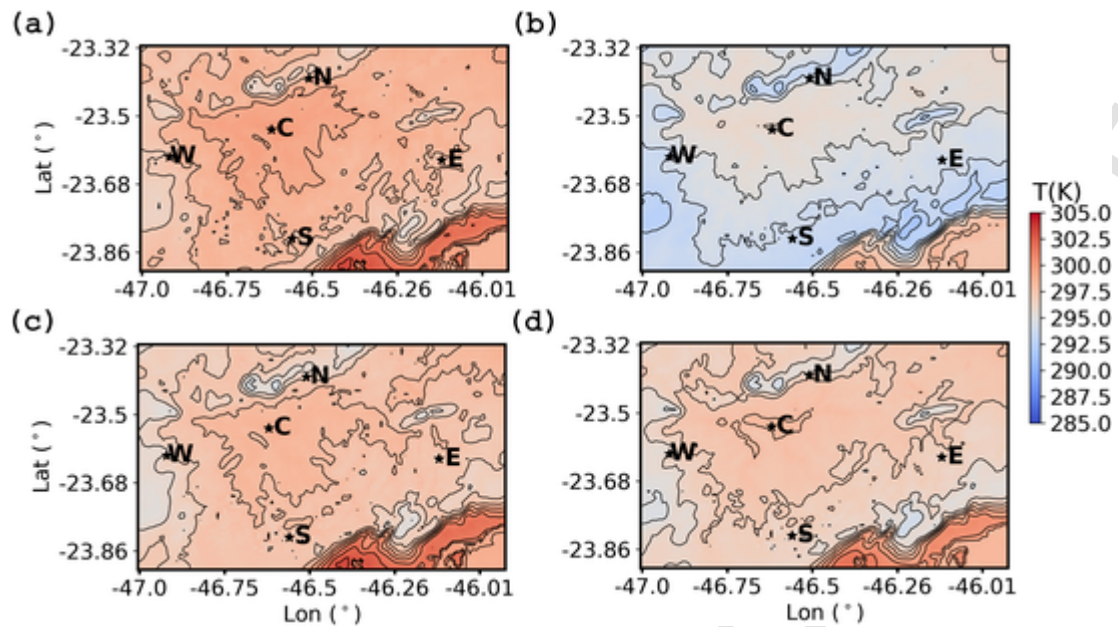 (a) (b)
-23.32 -23.32
N N
-23.5 -23.5
C C
W E W E
Lat (°)
-23.68 -23.68
T(K)
S S
-23.86 -23.86
-47.0 -46.75 -46.5 -46.26 -46.01 -47.0 -46.75 -46.5 -46.26 -46.01
305.0
302.5
300.0
297.5
295.0
292.5
290.0
287.5
285.0
(c) (d)
-23.32 -23.32
N N
-23.5 -23.5
C C
W E W E
Lat (°)
-23.68 -23.68
S S
-23.86 -23.86
-47.0 -46.75 -46.5 -46.26 -46.01 -47.0 -46.75 -46.5 -46.26 -46.01
Lon (°) Lon (°)